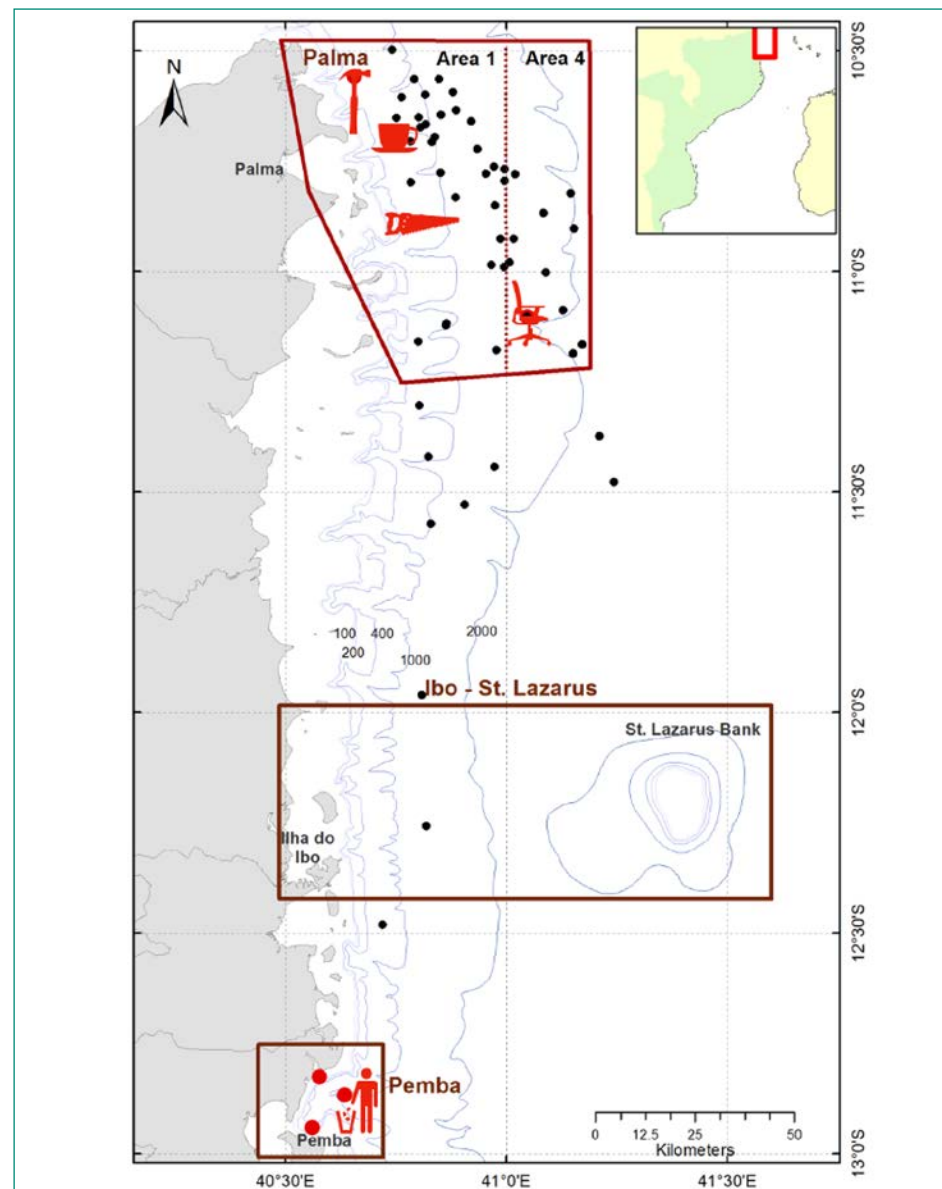 N
Palma
Area 1
Area 4
Palma
10°30'S
11°0'S
11°30'S
100
400
2000
200
1000
Ibo - St. Lazarus
12°0'S
St. Lazarus Bank
Ilha do
Ibo
12°30'S
Pemba
Pemba
0
12.5
25
50
Kilometers
13°0'S
40°30'E
41°0'E
41°30'E